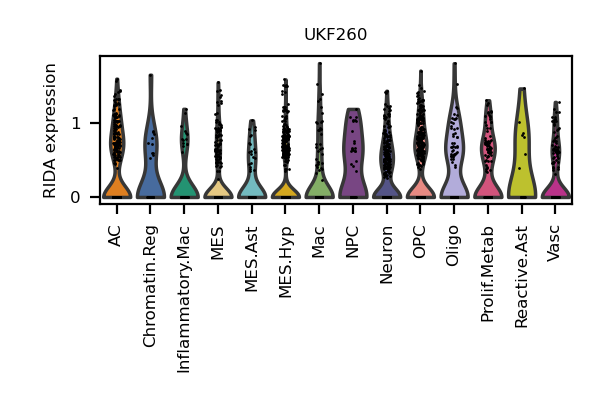 UKF260
RIDA expression
1
0
AC
Chromatin.Reg
Inflammatory.Mac
MES
MES.Ast
MES.Hyp
Mac
NPC
Neuron
OPC
Oligo
Prolif.Metab
Reactive.Ast
Vasc